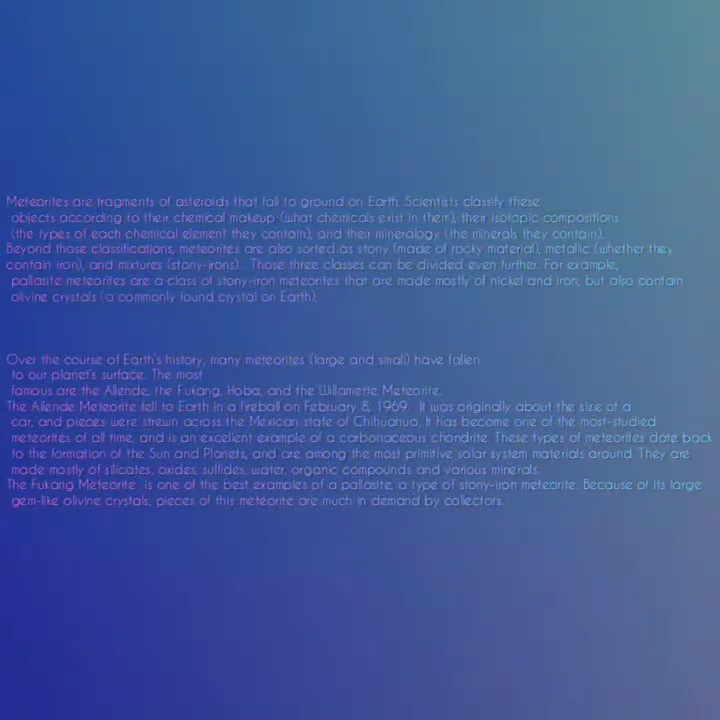 Meteorites are fragments of asteroids that fall to ground on Earth. Scientists classify these
objects according to their chemical makeup (what chemicals exist in them), their isotopic compositions
(the types of each chemical element they contain), and their mineralogy (the minerals they contain).
Beyond those classifications, meteorites are also sorted as stony (made of rocky material), metallic (whether they
contain iron), and mixtures (stony-irons). Those three classes can be divided even further. For example,
pallasite meteorites are a class of stony-iron meteorites that are made mostly of nickel and iron, but also contain
olivine crystals (a commonly found crystal on Earth).
Over the course of Earth's history, many meteorites (large and small) have fallen
to our planet's surface. The most
famous are the Allende, the Fukang, Hoba, and the Willamette Meteorite.
The Allende Meteorite fell to Earth in a fireball on February 8, 1969. It was originally about the size of a
car, and pieces were strewn across the Mexican state of Chihuahua. It has become one of the most-studied
meteorites of all time, and is an excellent example of a carbonaceous chondrite. These types of meteorites date back
to the formation of the Sun and Planets, and are among the most primitive solar system materials around. They are
made mostly of silicates, oxides, sulfides, water, organic compounds and various minerals.
The Fukang Meteorite is one of the best examples of a pallasite, a type of stony-iron meteorite. Because of its large
gem-like olivine crystals, pieces of this meteorite are much in demand by collectors.